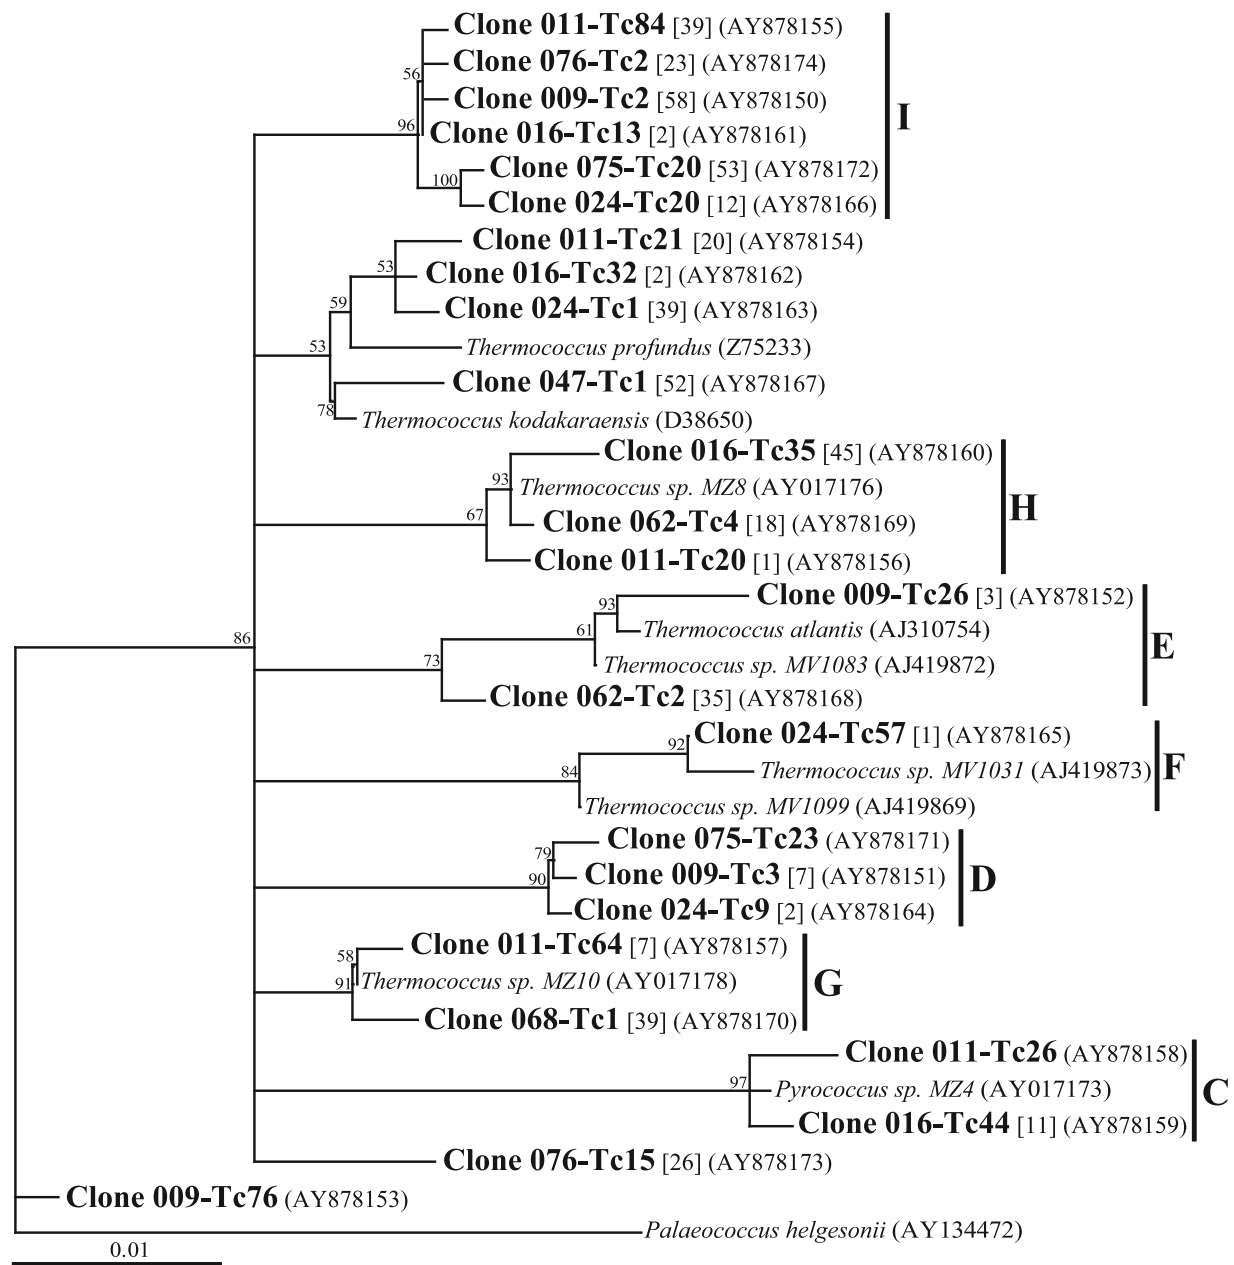 Clone 011-Tc84 [39] (AY878155)
Clone 076-Tc2 [23] (AY878174)
56
Clone 009-Tc2 [58] (AY878150)
I
96
Clone 016-Tc13 [2] (AY878161)
Clone 075-Tc20 [53] (AY878172)
100
Clone 024-Tc20 [12] (AY878166)
Clone 011-Tc21 [20] (AY878154)
53
Clone 016-Tc32 [2] (AY878162)
59
Clone 024-Tc1 [39] (AY878163)
53
Thermococcus profundus (Z75233)
Clone 047-Tc1 [52] (AY878167)
78
Thermococcus kodakaraensis (D38650)
Clone 016-Tc35 [45] (AY878160)
93
Thermococcus sp. MZ8 (AY017176)
H
67
Clone 062-Tc4 [18] (AY878169)
Clone 011-Tc20 [1] (AY878156)
Clone 009-Tc26 [3] (AY878152)
93
61
Thermococcus atlantis (AJ310754)
E
86
73
Thermococcus sp. MV1083 (AJ419872)
Clone 062-Tc2 [35] (AY878168)
Clone 024-Tc57 [1] (AY878165)
92
84
Thermococcus sp. MV1031 (AJ419873)
F
Thermococcus sp. MV1099 (AJ419869)
Clone 075-Tc23 (AY878171)
79
90
Clone 009-Tc3 [7] (AY878151)
D
Clone 024-Tc9 [2] (AY878164)
Clone 011-Tc64 [7] (AY878157)
58
91
Thermococcus sp. MZ10 (AY017178)
G
Clone 068-Tc1 [39] (AY878170)
Clone 011-Tc26 (AY878158)
97
Pyrococcus sp. MZ4 (AY017173)
C
Clone 016-Tc44 [11] (AY878159)
Clone 076-Tc15 [26] (AY878173)
Clone 009-Tc76 (AY878153)
Palaeococcus helgesonii (AY134472)
0.01